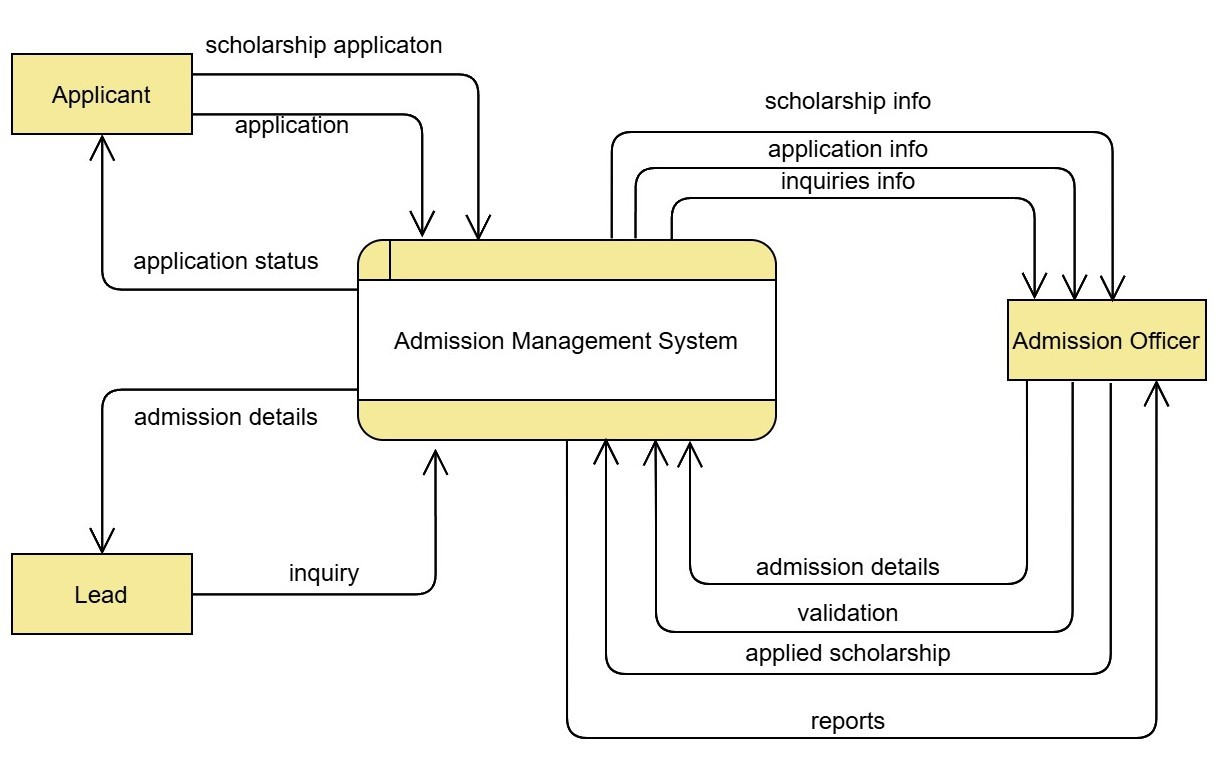 scholarship applicaton
Applicant
application
scholarship info
application info
inquiries info
application status
Admission Management System
Admission Officer
admission details
inquiry
Lead
admission details
validation
applied scholarship
reports